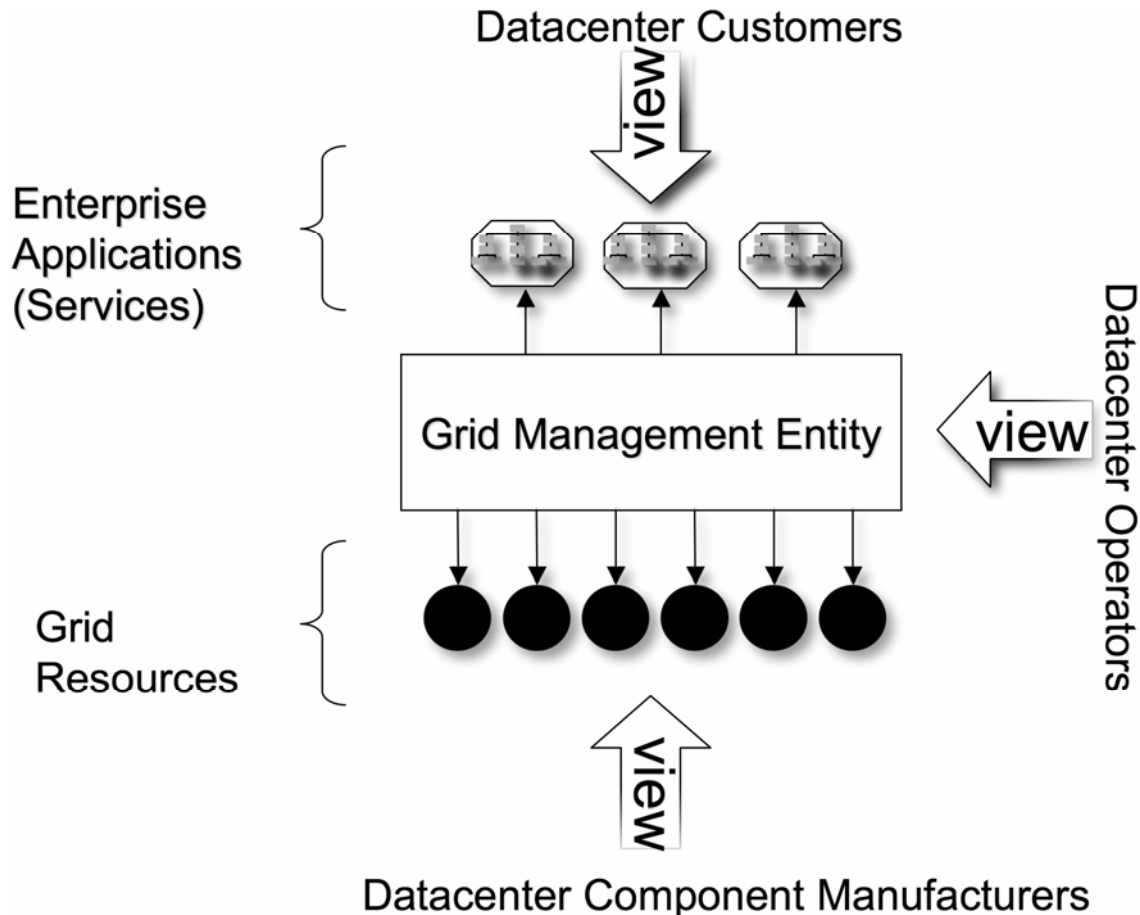 Datacenter Customers
view
Enterprise
Applications
(Services)
Grid Management Entity
view
Datacenter Operators
Grid
Resources
view
Datacenter Component Manufacturers